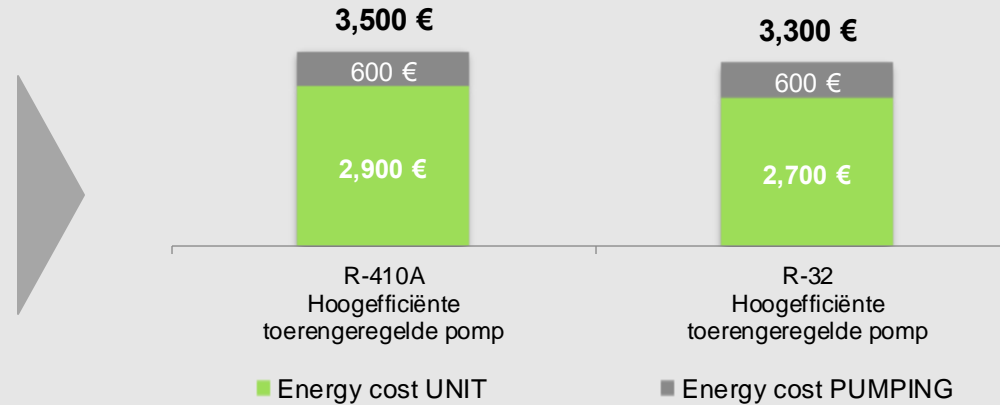 3,500 €
600 €
2,900 €
R-410A
Hoogefficiënte
toerengeregelde pomp
3,300 €
600 €
2,700 €
R-32
Hoogefficiënte
toerengeregelde pomp
Energy cost UNIT
Energy cost PUMPING